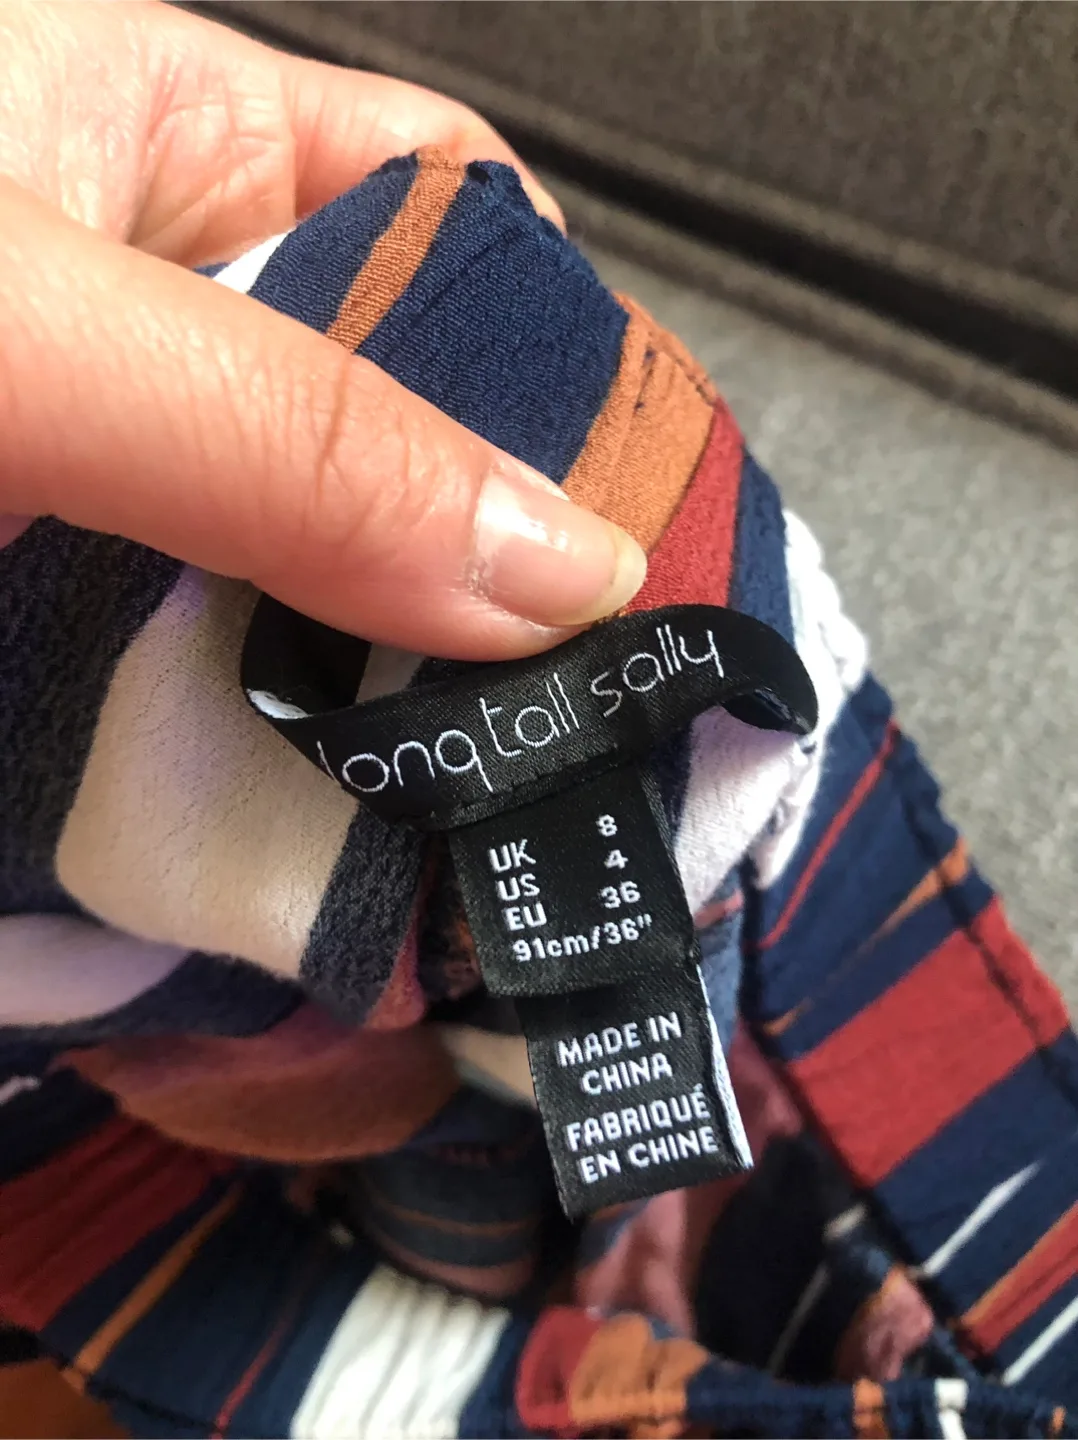 long tall sally
UK 8
US 4
EU 36
91cm/36"
MADE IN
CHINA
FABRIQUÉ
EN CHINE